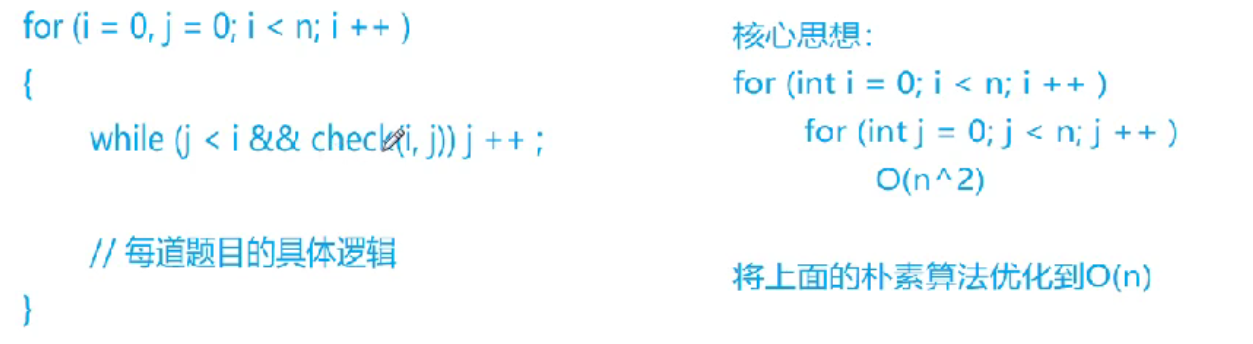 for (i = 0, j = 0; i < n; i ++ )
{
while (j < i && check(i, j)) j ++ ;
// 每道题目的具体逻辑
}
核心思想：
for (int i = 0; i < n; i ++ )
for (int j = 0; j < n; j ++ )
O(n^2)
将上面的朴素算法优化到O(n)